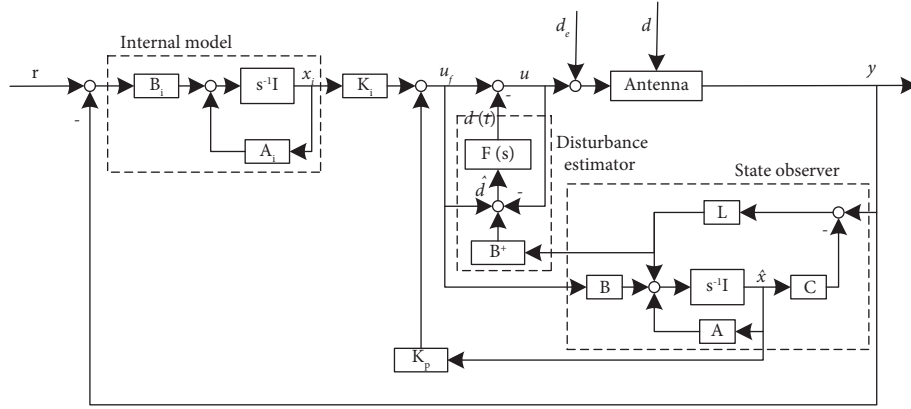 Internal model
r
-
B_i
s⁻¹I
x_i
A_i
K_i
u_f
-
u
d_e
d
Antenna
y
d (t)
F (s)
d̂
-
B⁺
Disturbance
estimator
State observer
L
-
B
s⁻¹I
x̂
C
A
K_p